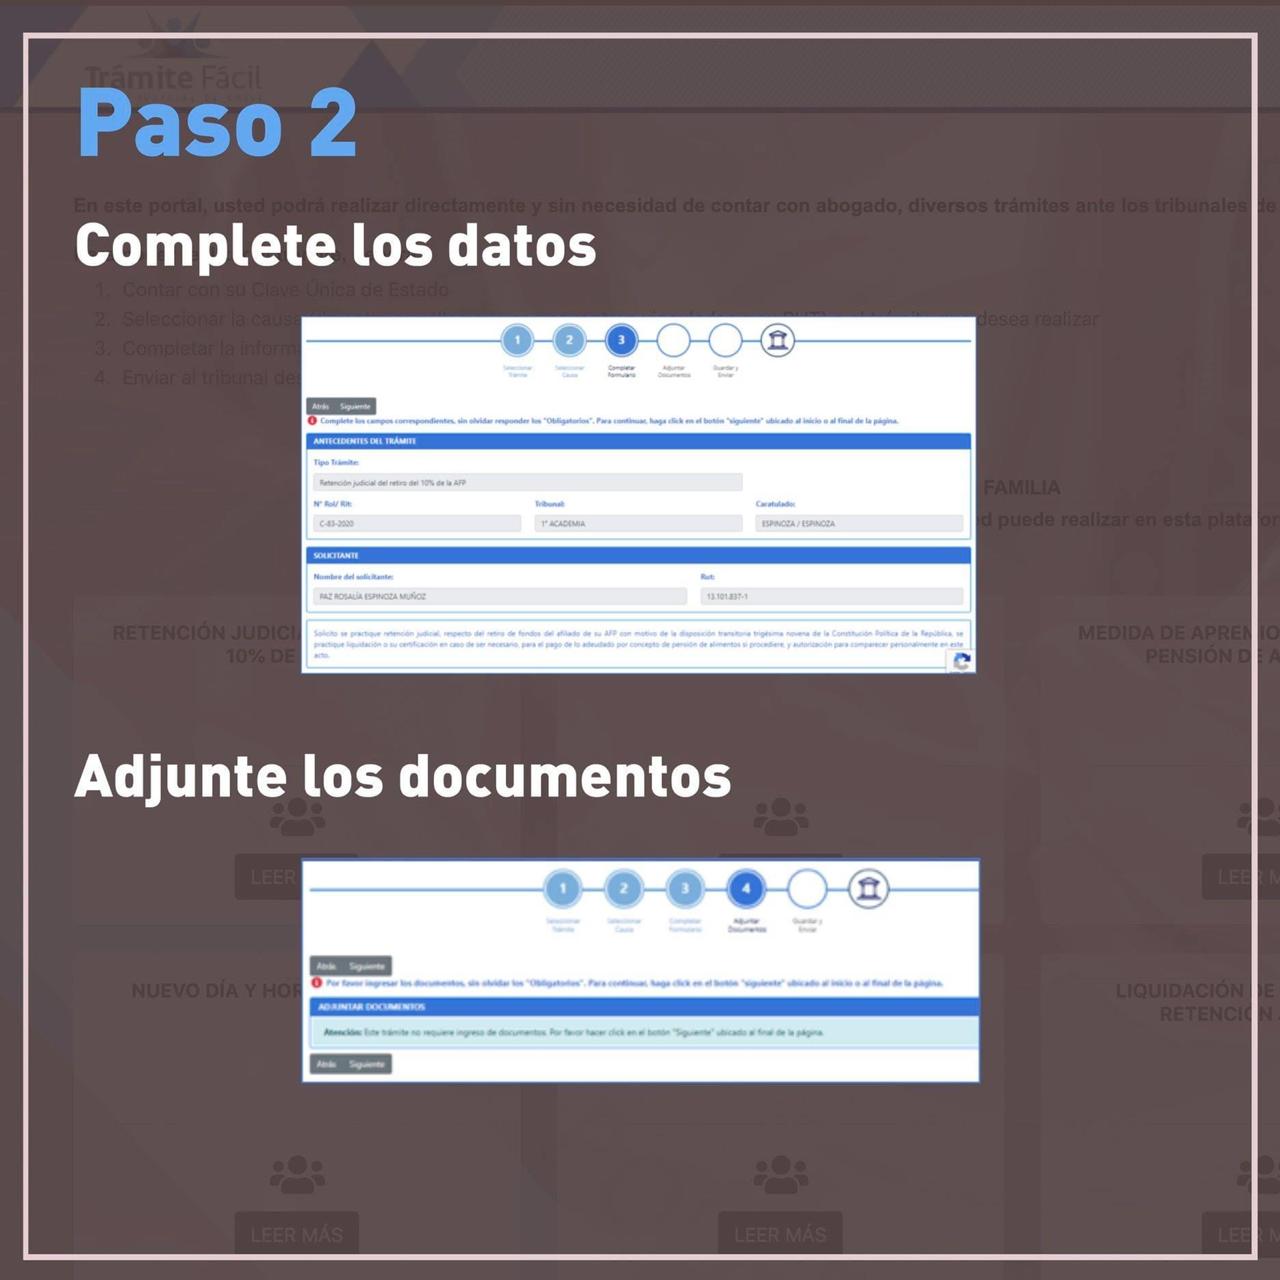 Trámite Fácil
Paso 2
En este portal, usted podrá realizar directamente y sin necesidad de contar con abogado, diversos trámites ante los tribunales de
Complete los datos
1. Contar con su Clave Única de Estado
2. Seleccionar la causa desea realizar
3. Completar la inform
4. Enviar al tribunal des
1 2 3
Seleccionar Trámite
Seleccionar Causa
Completar Formulario
Adjuntar Documentos
Guardar y Enviar
Atrás Siguiente
Complete los campos correspondientes, sin olvidar responder los "Obligatorios". Para continuar, haga click en el botón "siguiente" ubicado al inicio o al final de la página.
ANTECEDENTES DEL TRÁMITE
Tipo Trámite:
Retención judicial del retiro del 10% de la AFP
N° Rol/ Rit: Tribunal: Caratulado:
C-83-2020 1° ACADEMIA ESPINOZA / ESPINOZA
SOLICITANTE
Nombre del solicitante: Rut:
PAZ ROSALÍA ESPINOZA MUÑOZ 13.101.837-1
Solicito se practique retención judicial, respecto del retiro de fondos del afiliado de su AFP con motivo de la disposición transitoria trigésima novena de la Constitución Política de la República, se
practique liquidación o su certificación en caso de ser necesario, para el pago de lo adeudado por concepto de pensión de alimentos si procediere, y autorización para comparecer personalmente en este
acto.
FAMILIA
d puede realizar en esta platafor
RETENCIÓN JUDICI
10% DE
MEDIDA DE APREMIO
PENSIÓN DE A
Adjunte los documentos
LEER
LEER M
1 2 3 4
Seleccionar Trámite
Seleccionar Causa
Completar Formulario
Adjuntar Documentos
Guardar y Enviar
Atrás Siguiente
Por favor ingresar los documentos, sin olvidar los "Obligatorios". Para continuar, haga click en el botón "siguiente" ubicado al inicio o al final de la página.
ADJUNTAR DOCUMENTOS
Atención: Este trámite no requiere ingreso de documentos. Por favor hacer click en el botón "Siguiente" ubicado al final de la página.
Atrás Siguiente
NUEVO DÍA Y HOR
LIQUIDACIÓN DE
RETENCIÓN
LEER MÁS
LEER MÁS
LEER M